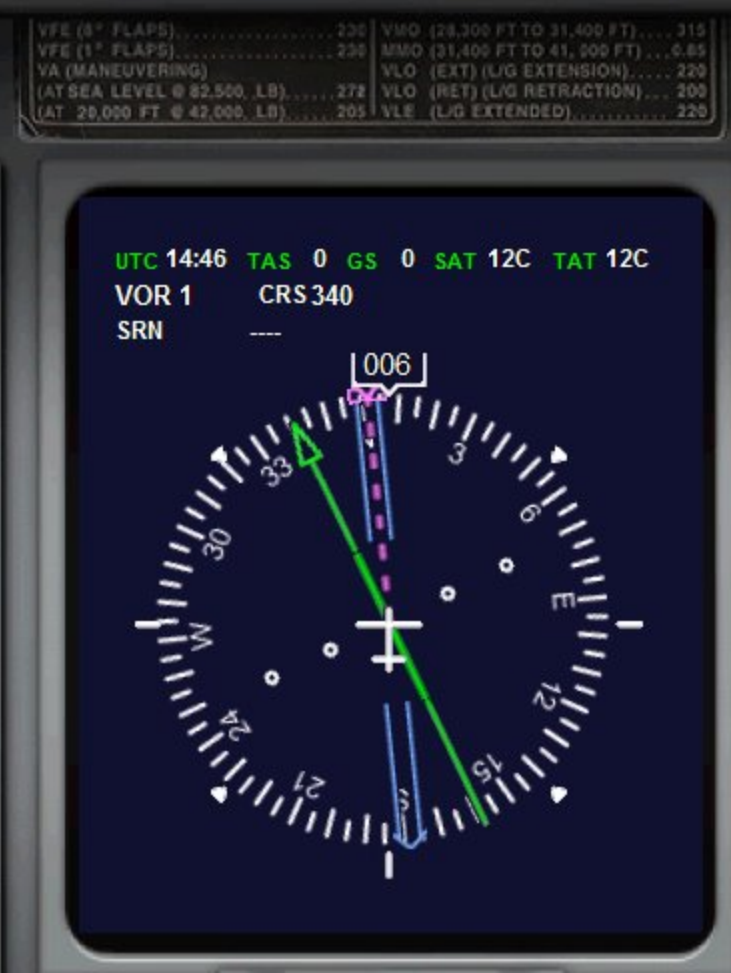 VFE (8° FLAPS)..................230
VFE (1° FLAPS)..................230
VA (MANEUVERING)
(AT SEA LEVEL @ 82,500, LB)......272
(AT 20,000 FT @ 42,000, LB)......205
VMO (28,300 FT TO 31,400 FT)....315
MMO (31,400 FT TO 41, 000 FT)....0.85
VLO (EXT) (L/G EXTENSION).....220
VLO (RET) (L/G RETRACTION)...200
VLE (L/G EXTENDED)............220
UTC 14:46 TAS 0 GS 0 SAT 12C TAT 12C
VOR 1 CRS 340
SRN ----
006
3
6
E
12
15
21
24
W
30
33